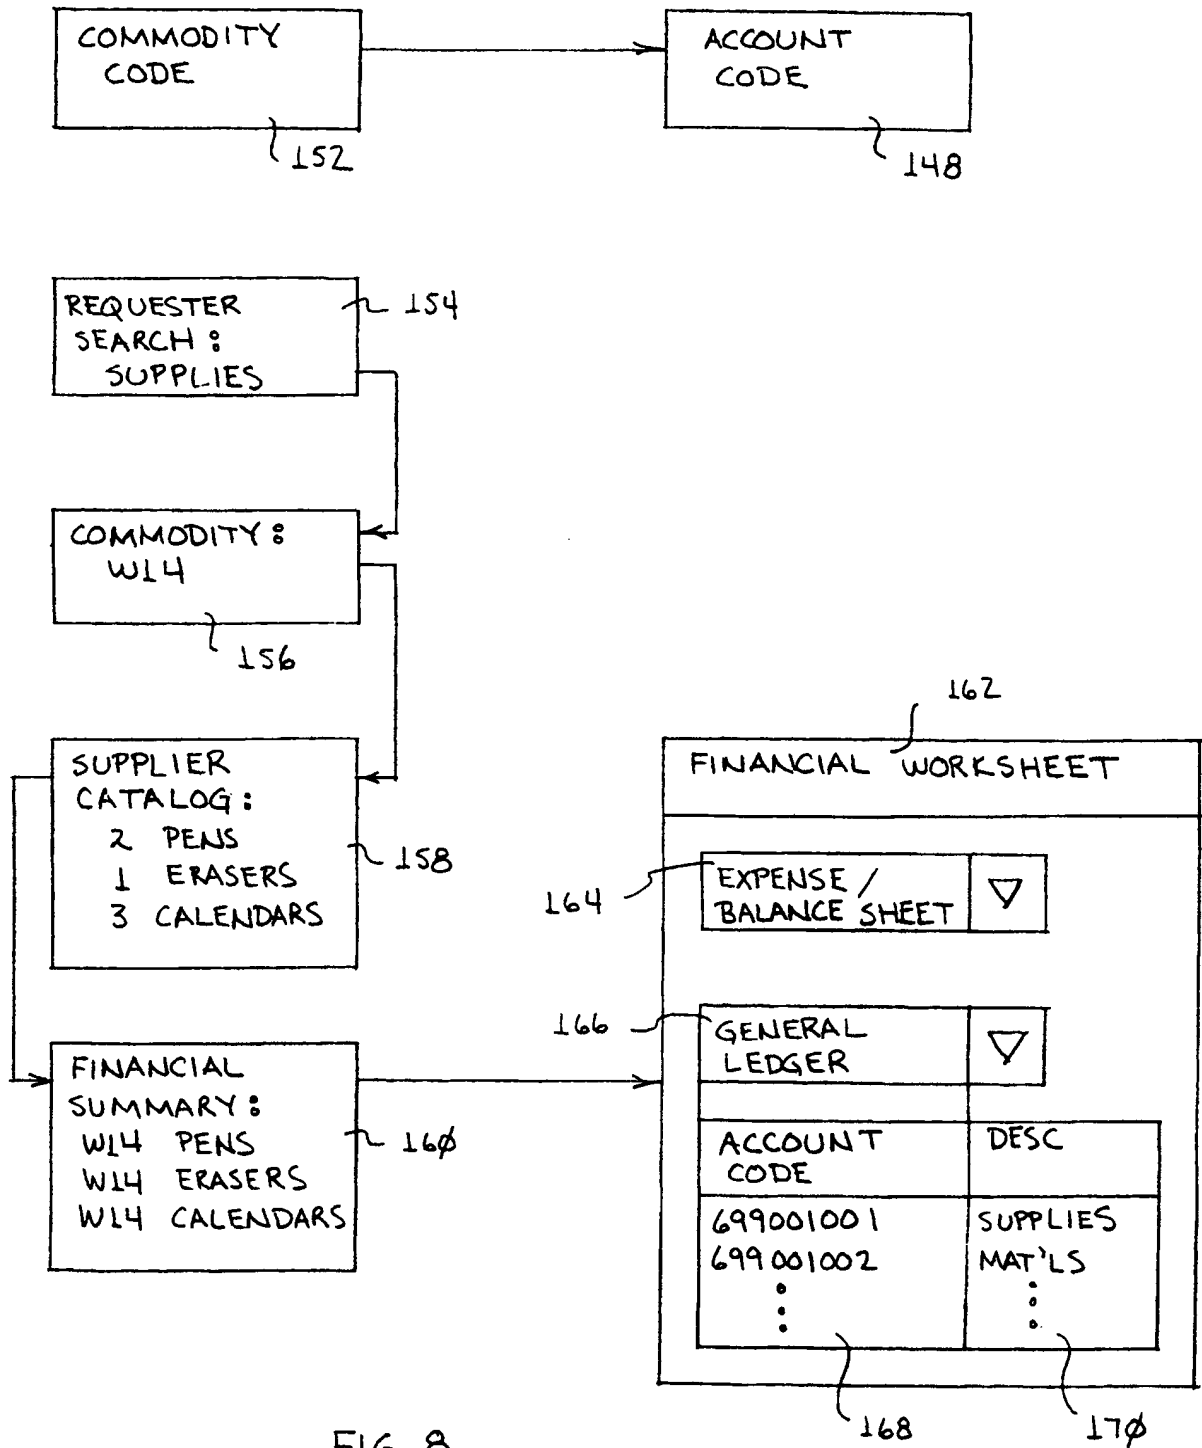 COMMODITY
CODE
152
ACCOUNT
CODE
148
REQUESTER
SEARCH:
SUPPLIES
154
COMMODITY:
W14
156
SUPPLIER
CATALOG:
2 PENS
1 ERASERS
3 CALENDARS
158
FINANCIAL
SUMMARY:
W14 PENS
W14 ERASERS
W14 CALENDARS
16ø
162
FINANCIAL WORKSHEET
164
EXPENSE /
BALANCE SHEET
166
GENERAL
LEDGER
ACCOUNT
CODE
DESC
699001001 SUPPLIES
699001002 MAT'LS
168
17ø
FIG. 8